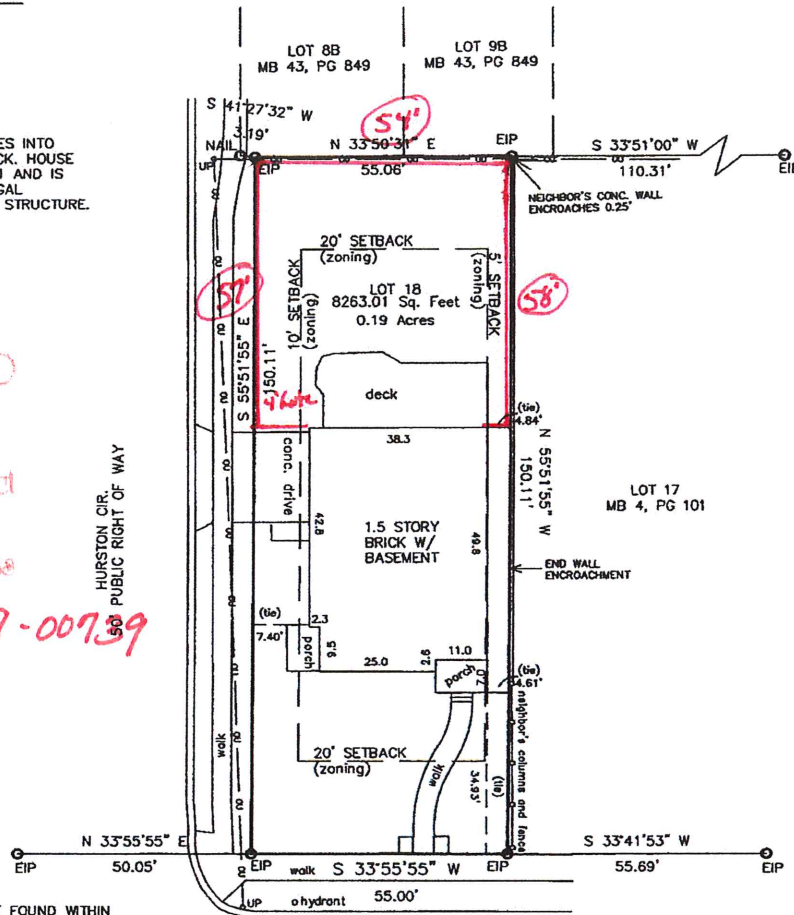 LOT 8B
MB 43, PG 849
LOT 9B
MB 43, PG 849
S 41°27'32" W
3.19'
54'
NAIL
N 33°50'31" E
EIP
S 33°51'00" W
UP
EIP
55.06'
110.31'
NEIGHBOR'S CONC. WALL
ENCROACHES 0.25'
ES INTO
CK. HOUSE
AND IS
GAL
STRUCTURE.
20' SETBACK
(zoning)
5' SETBACK
(zoning)
10' SETBACK
(zoning)
LOT 18
8263.01 Sq. Feet
0.19 Acres
57'
58'
S 55°51'55" E
150.11'
deck
(tie)
4.84'
38.3
N 55°51'55" W
150.11'
LOT 17
MB 4, PG 101
conc. drive
42.8
1.5 STORY
BRICK W/
BASEMENT
49.8
END WALL
ENCROACHMENT
HURSTON CIR.
50' PUBLIC RIGHT OF WAY
-00739
(tie)
7.40'
2.3
porch
9.5
25.0
11.0
porch
7.0
(tie)
4.61'
neighbor's columns and fence
20' SETBACK
(zoning)
walk
walk
34.93'
(tie)
N 33°55'55" E
S 33°41'53" W
EIP
50.05'
EIP
walk
S 33°55'55" W
EIP
55.69'
EIP
UP
hydrant
55.00'
FOUND WITHIN
OU